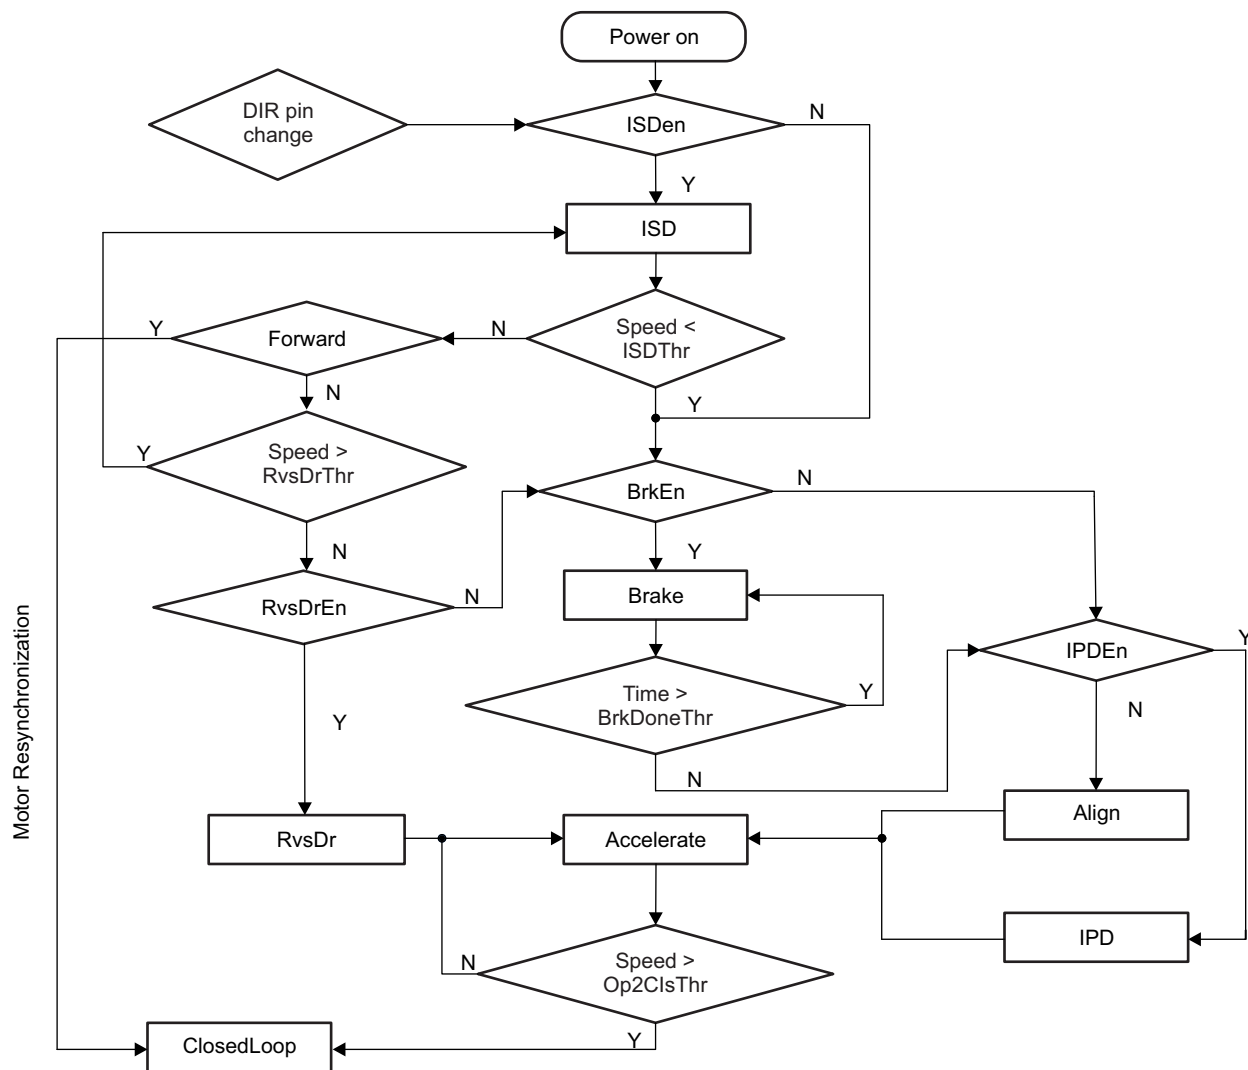 Power on
DIR pin
change
ISDen
N
Y
ISD
Y
Forward
N
Speed <
ISDThr
N
Y
Y
Speed >
RvsDrThr
BrkEn
N
N
Y
RvsDrEn
N
Brake
IPDEn
Y
Time >
BrkDoneThr
Y
N
Y
N
Motor Resynchronization
RvsDr
Accelerate
Align
N
Speed >
Op2ClsThr
IPD
Y
ClosedLoop